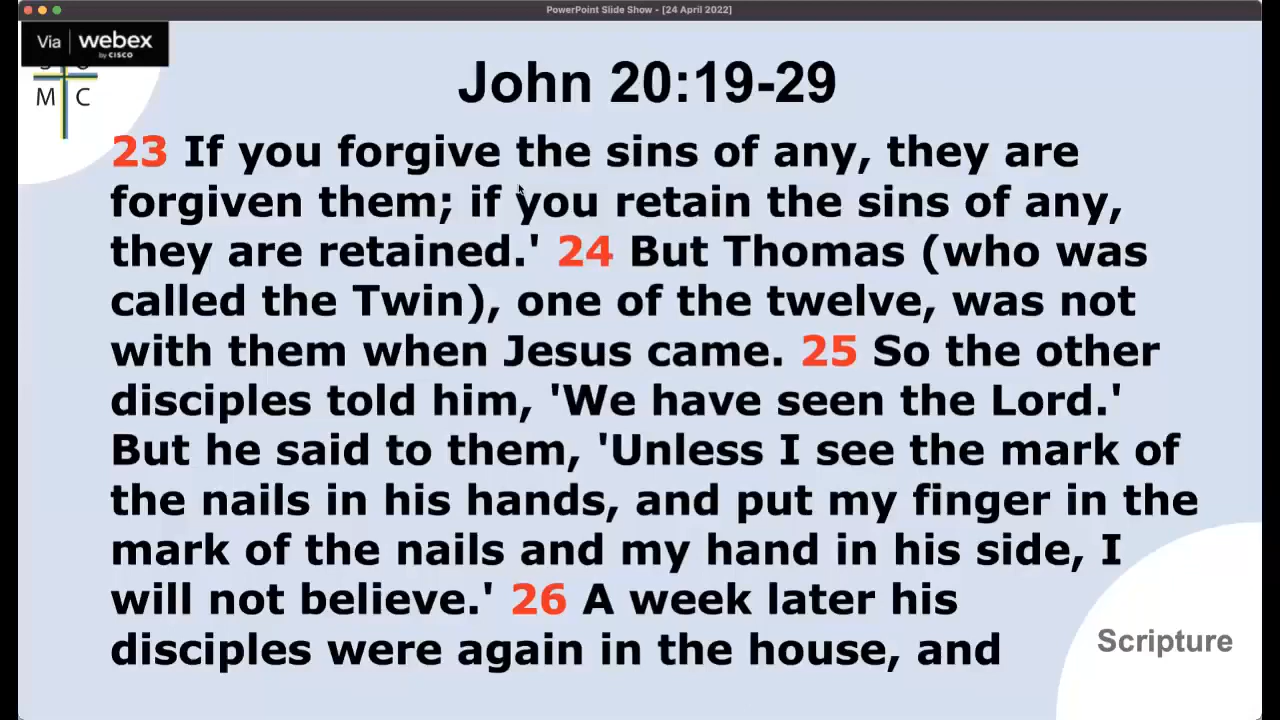 PowerPoint Slide Show - [24 April 2022]
Via webex
by CISCO
M C
John 20:19-29
23 If you forgive the sins of any, they are
forgiven them; if you retain the sins of any,
they are retained.' 24 But Thomas (who was
called the Twin), one of the twelve, was not
with them when Jesus came. 25 So the other
disciples told him, 'We have seen the Lord.'
But he said to them, 'Unless I see the mark of
the nails in his hands, and put my finger in the
mark of the nails and my hand in his side, I
will not believe.' 26 A week later his
disciples were again in the house, and
Scripture